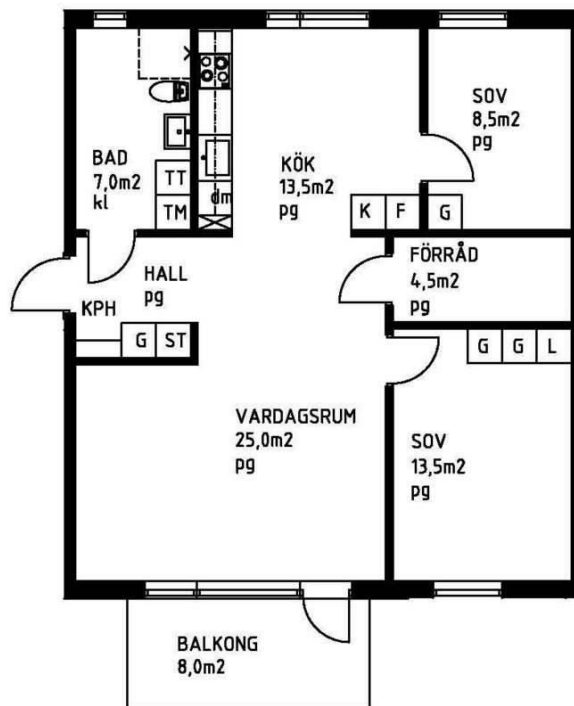 SOV
8,5m2
pg
BAD
7,0m2
kl
TT
TM
dm
KÖK
13,5m2
pg
K F
G
FÖRRÅD
4,5m2
pg
HALL
pg
KPH
G ST
G G L
VARDAGSRUM
25,0m2
pg
SOV
13,5m2
pg
BALKONG
8,0m2